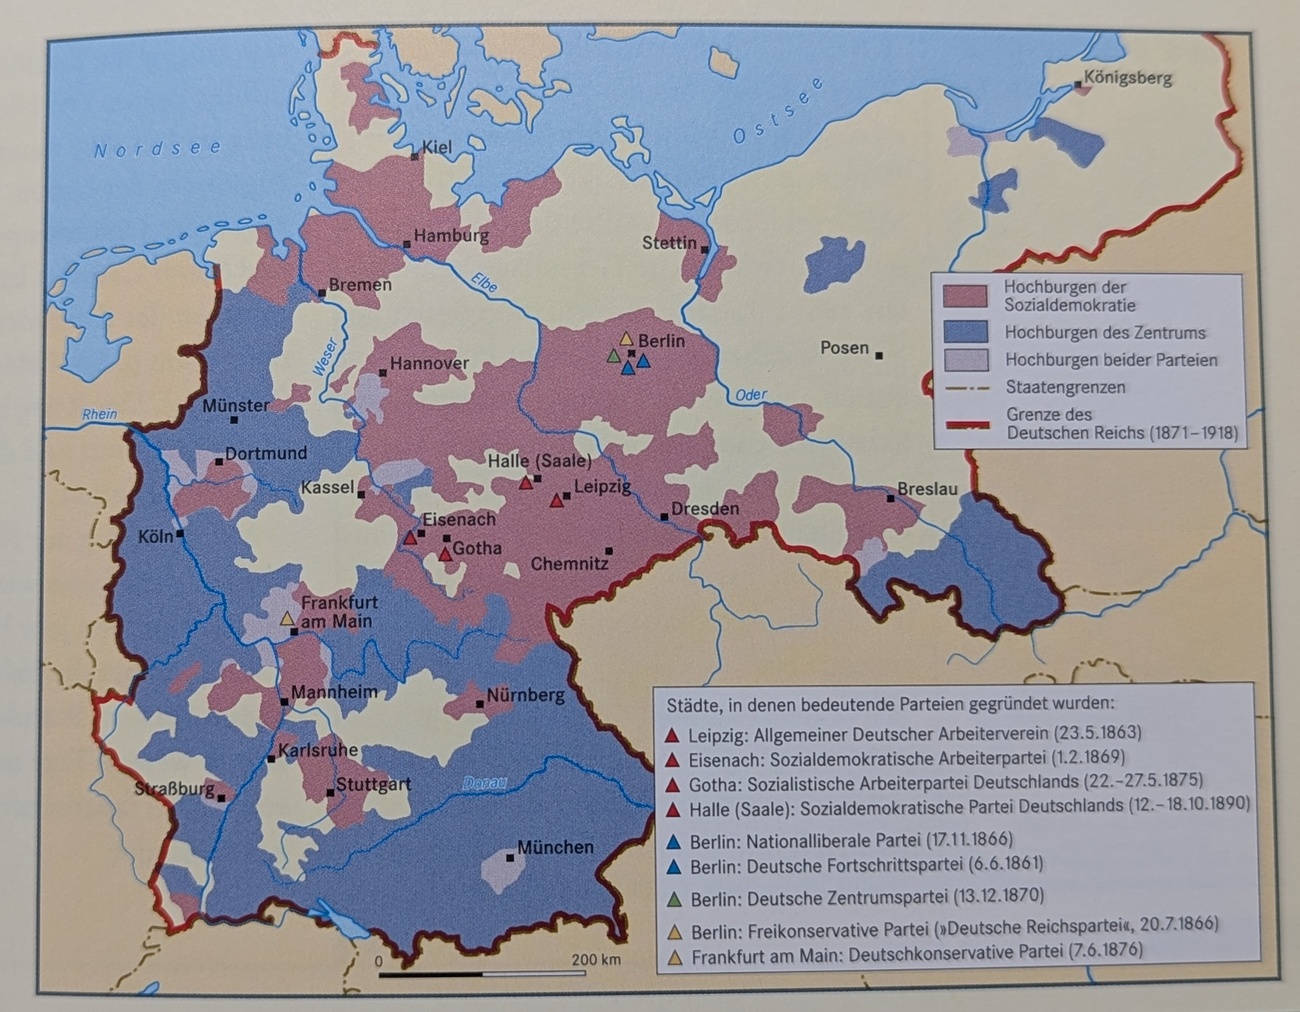 Nordsee
Ostsee
Königsberg
Kiel
Hamburg
Stettin
Bremen
Elbe
Berlin
Weser
Hannover
Posen
Oder
Rhein
Münster
Dortmund
Halle (Saale)
Kassel
Leipzig
Breslau
Dresden
Köln
Eisenach
Gotha
Chemnitz
Frankfurt
am Main
Mannheim
Nürnberg
Karlsruhe
Straßburg
Stuttgart
Donau
München
0
200 km
Hochburgen der
Sozialdemokratie
Hochburgen des Zentrums
Hochburgen beider Parteien
Staatengrenzen
Grenze des
Deutschen Reichs (1871–1918)
Städte, in denen bedeutende Parteien gegründet wurden:
Leipzig: Allgemeiner Deutscher Arbeiterverein (23.5.1863)
Eisenach: Sozialdemokratische Arbeiterpartei (1.2.1869)
Gotha: Sozialistische Arbeiterpartei Deutschlands (22.–27.5.1875)
Halle (Saale): Sozialdemokratische Partei Deutschlands (12.–18.10.1890)
Berlin: Nationalliberale Partei (17.11.1866)
Berlin: Deutsche Fortschrittspartei (6.6.1861)
Berlin: Deutsche Zentrumspartei (13.12.1870)
Berlin: Freikonservative Partei (»Deutsche Reichspartei«, 20.7.1866)
Frankfurt am Main: Deutschkonservative Partei (7.6.1876)